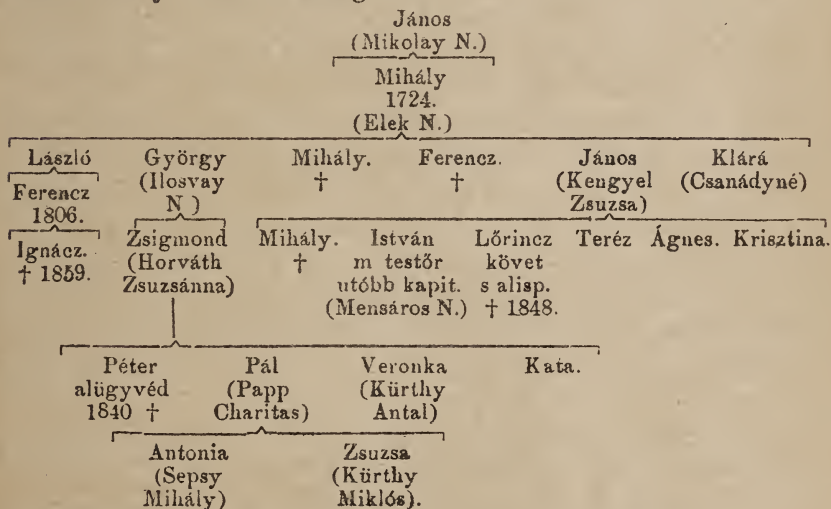 János
(Mikolay N.)
Mihály
1724.
(Elek N.)
László György Mihály. Ferencz. János Klárá
(Ilosvay † † (Kengyel (Csanádyné)
Ferencz N ) Zsuzsa)
1806.
Ignácz. Zsigmond Mihály. István Lőrincz Teréz Ágnes. Krisztina.
† 1859. (Horváth † m testőr követ
Zsuzsánna) utóbb kapit. s alisp.
(Mensáros N.) † 1848.
Péter Pál Veronka Kata.
alügyvéd (Papp (Kürthy
1840 † Charitas) Antal)
Antonia Zsuzsa
(Sepsy (Kürthy
Mihály) Miklós).